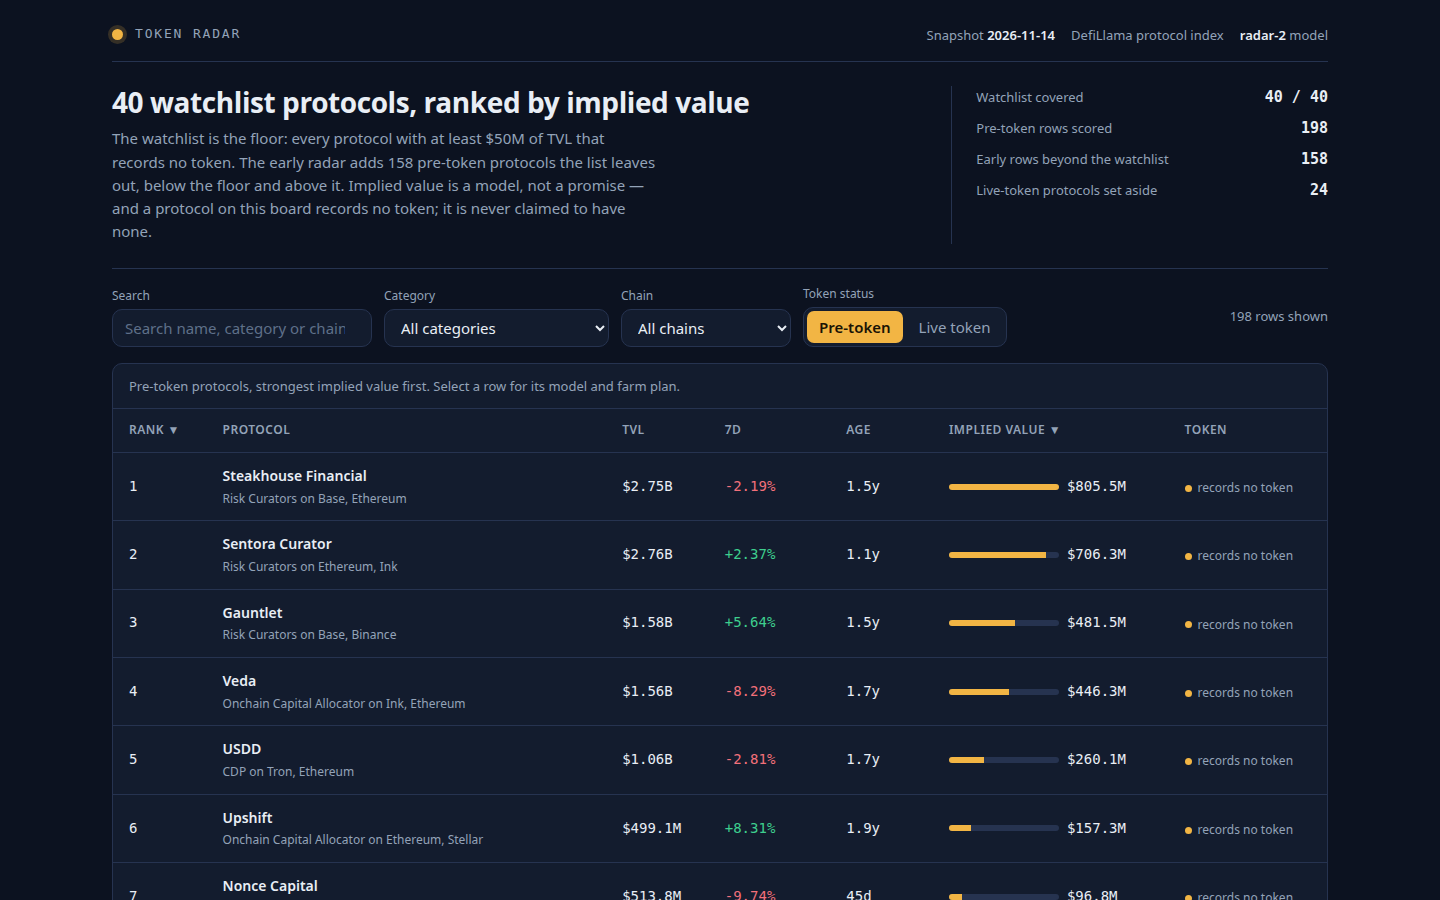 TOKEN RADAR
Snapshot 2026-11-14 DefiLlama protocol index radar-2 model
40 watchlist protocols, ranked by implied value
The watchlist is the floor: every protocol with at least $50M of TVL that
records no token. The early radar adds 158 pre-token protocols the list leaves
out, below the floor and above it. Implied value is a model, not a promise —
and a protocol on this board records no token; it is never claimed to have
none.
Watchlist covered 40 / 40
Pre-token rows scored 198
Early rows beyond the watchlist 158
Live-token protocols set aside 24
Search Category Chain Token status
Search name, category or chain All categories All chains Pre-token Live token 198 rows shown
Pre-token protocols, strongest implied value first. Select a row for its model and farm plan.
RANK ▼ PROTOCOL TVL 7D AGE IMPLIED VALUE ▼ TOKEN
1 Steakhouse Financial $2.75B -2.19% 1.5y $805.5M records no token
Risk Curators on Base, Ethereum
2 Sentora Curator $2.76B +2.37% 1.1y $706.3M records no token
Risk Curators on Ethereum, Ink
3 Gauntlet $1.58B +5.64% 1.5y $481.5M records no token
Risk Curators on Base, Binance
4 Veda $1.56B -8.29% 1.7y $446.3M records no token
Onchain Capital Allocator on Ink, Ethereum
5 USDD $1.06B -2.81% 1.7y $260.1M records no token
CDP on Tron, Ethereum
6 Upshift $499.1M +8.31% 1.9y $157.3M records no token
Onchain Capital Allocator on Ethereum, Stellar
7 Nonce Capital $513.8M -9.74% 45d $96.8M records no token